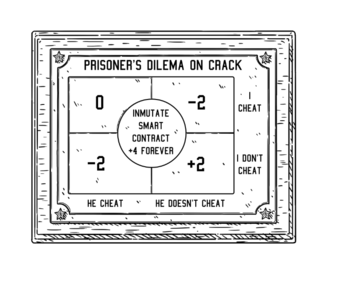 PRISONER'S DILEMA ON CRACK
0
-2
I
CHEAT
INMUTATE
SMART
CONTRACT
+4 FOREVER
-2
+2
I DON'T
CHEAT
HE CHEAT
HE DOESN'T CHEAT